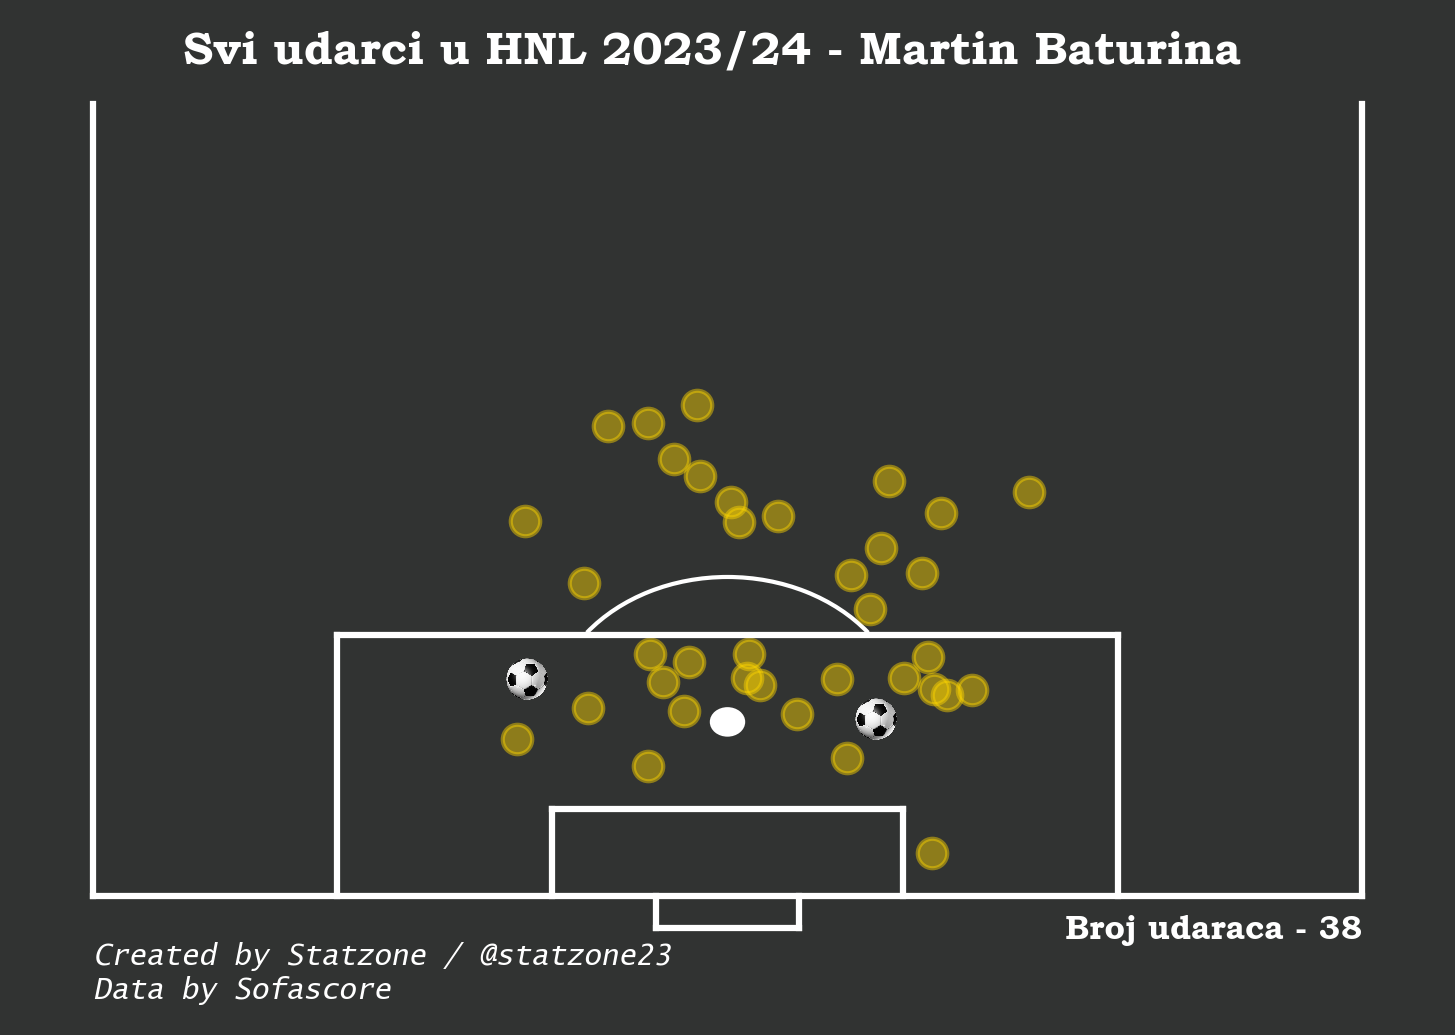 Svi udarci u HNL 2023/24 - Martin Baturina
Broj udaraca - 38
Created by Statzone / @statzone23
Data by Sofascore